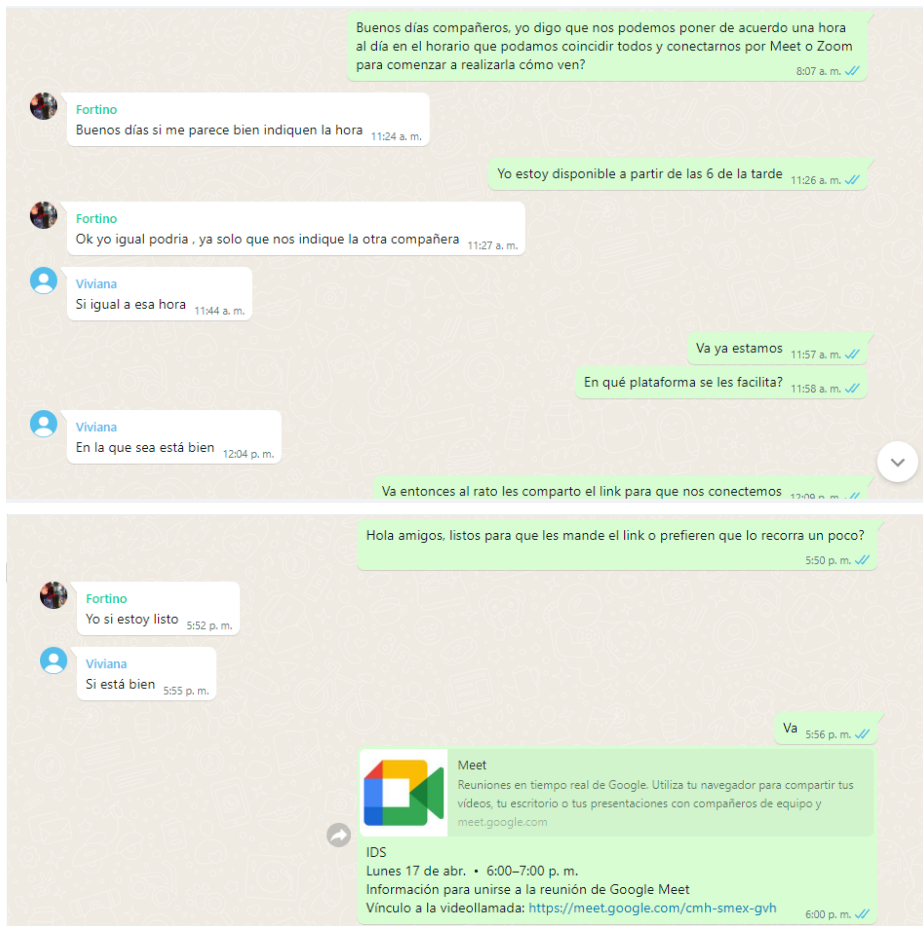 Buenos días compañeros, yo digo que nos podemos poner de acuerdo una hora
al día en el horario que podamos coincidir todos y conectarnos por Meet o Zoom
para comenzar a realizarla cómo ven?
8:07 a. m.
Fortino
Buenos días si me parece bien indiquen la hora 11:24 a. m.
Yo estoy disponible a partir de las 6 de la tarde 11:26 a. m.
Fortino
Ok yo igual podria , ya solo que nos indique la otra compañera 11:27 a. m.
Viviana
Si igual a esa hora 11:44 a. m.
Va ya estamos 11:57 a. m.
En qué plataforma se les facilita? 11:58 a. m.
Viviana
En la que sea está bien 12:04 p. m.
Va entonces al rato les comparto el link para que nos conectemos 12:09 p. m.
Hola amigos, listos para que les mande el link o prefieren que lo recorra un poco?
5:50 p. m.
Fortino
Yo si estoy listo 5:52 p. m.
Viviana
Si está bien 5:55 p. m.
Va 5:56 p. m.
Meet
Reuniones en tiempo real de Google. Utiliza tu navegador para compartir tus
vídeos, tu escritorio o tus presentaciones con compañeros de equipo y
meet.google.com
IDS
Lunes 17 de abr. • 6:00–7:00 p. m.
Información para unirse a la reunión de Google Meet
Vínculo a la videollamada: https://meet.google.com/cmh-smex-gvh
6:00 p. m.